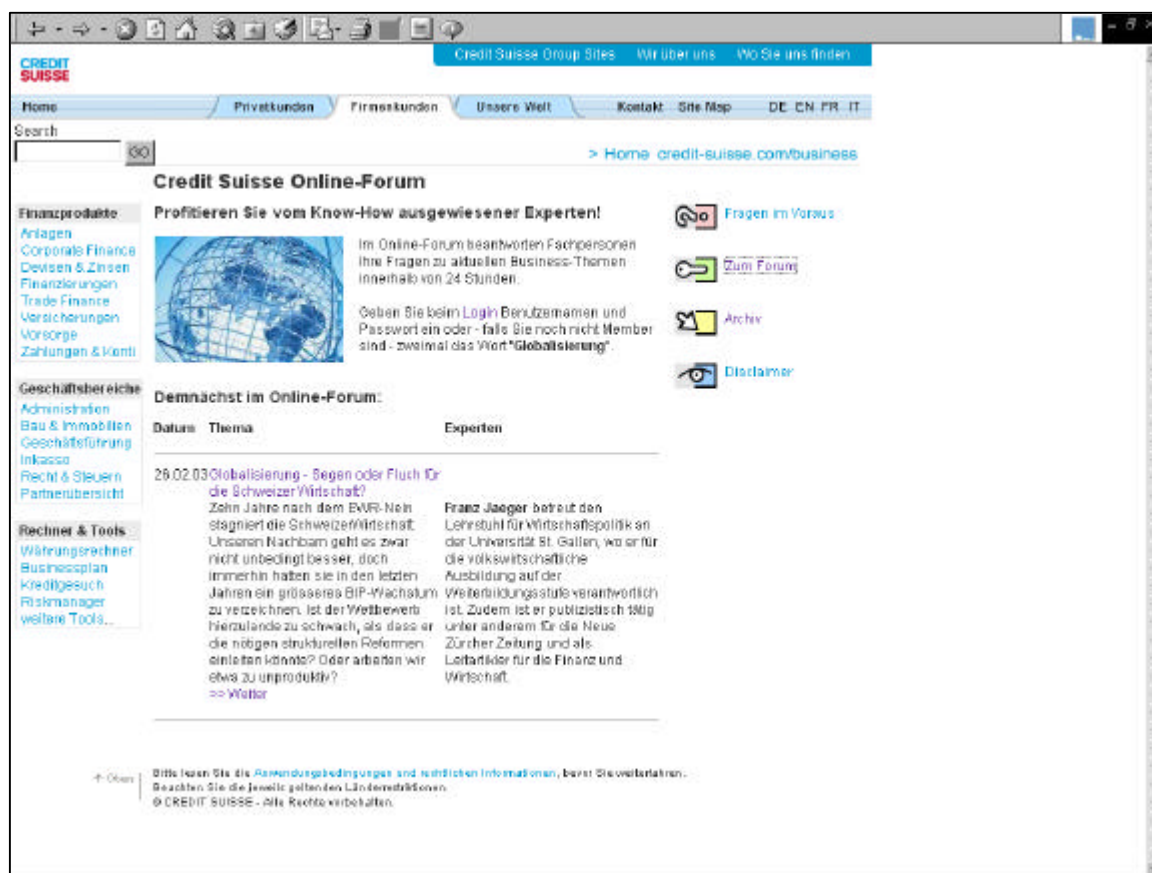 Credit Suisse Group Sites Wir über uns Wo Sie uns finden
CREDIT
SUISSE
Home Privatkunden Firmenkunden Unsere Welt Kontakt Site Map DE EN FR IT
Search
GO
> Home credit-suisse.com/business
Credit Suisse Online-Forum
Finanzprodukte
Anlagen
Corporate Finance
Devisen & Zinsen
Finanzierungen
Trade Finance
Versicherungen
Vorsorge
Zahlungen & Konti
Geschäftsbereiche
Administration
Bau & Immobilien
Geschäftsführung
Inkasso
Recht & Steuern
Partnerübersicht
Rechner & Tools
Währungsrechner
Businessplan
Kreditgesuch
Riskmanager
weitere Tools...
Profitieren Sie vom Know-How ausgewiesener Experten!
Im Online-Forum beantworten Fachpersonen
Ihre Fragen zu aktuellen Business-Themen
innerhalb von 24 Stunden.
Geben Sie beim Login Benutzernamen und
Passwort ein oder - falls Sie noch nicht Member
sind - zweimal das Wort "Globalisierung".
Fragen im Voraus
Zum Forum
Archiv
Disclaimer
Demnächst im Online-Forum:
Datum Thema Experten
26.02.03 Globalisierung - Segen oder Fluch für
die Schweizer Wirtschaft?
Zehn Jahre nach dem EWR-Nein
stagniert die Schweizer Wirtschaft.
Unseren Nachbarn geht es zwar
nicht unbedingt besser, doch
immerhin hatten sie in den letzten
Jahren ein grösseres BIP-Wachstum
zu verzeichnen. Ist der Wettbewerb
hierzulande zu schwach, als dass er
die nötigen strukturellen Reformen
einleiten könnte? Oder arbeiten wir
etwa zu unproduktiv?
>> Weiter
Franz Jaeger betreut den
Lehrstuhl für Wirtschaftspolitik an
der Universität St. Gallen, wo er für
die volkswirtschaftliche
Ausbildung auf der
Weiterbildungsstufe verantwortlich
ist. Zudem ist er publizistisch tätig
unter anderem für die Neue
Zürcher Zeitung und als
Leitartikler für die Finanz und
Wirtschaft.
Oben
Bitte lesen Sie die Anwendungsbedingungen und rechtlichen Informationen, bevor Sie weiterfahren.
Beachten Sie die jeweils geltenden Länderrestriktionen.
© CREDIT SUISSE - Alle Rechte vorbehalten.